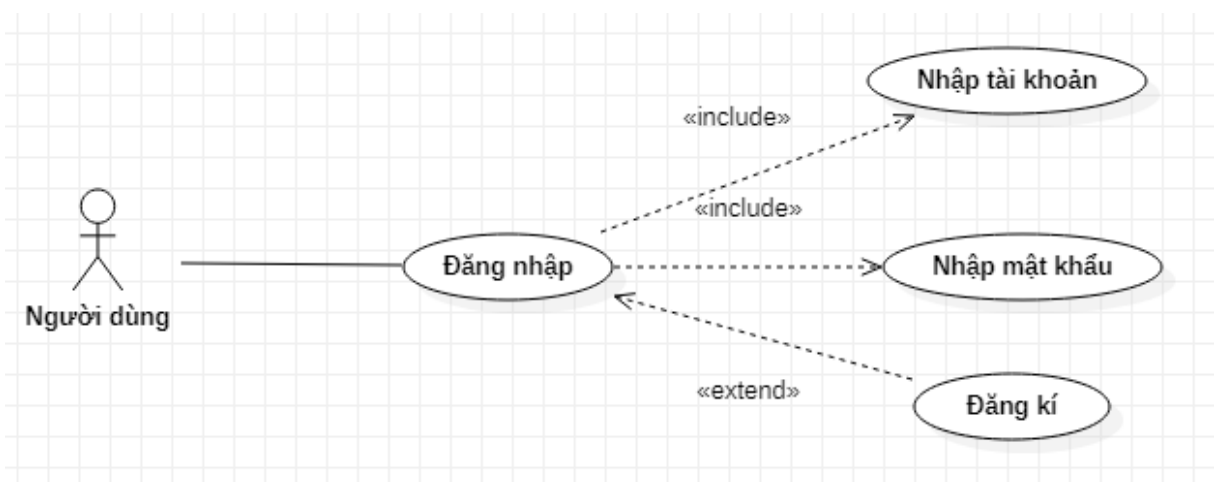 Nhập tài khoản
«include»
«include»
Đăng nhập
Nhập mật khẩu
Người dùng
«extend»
Đăng kí